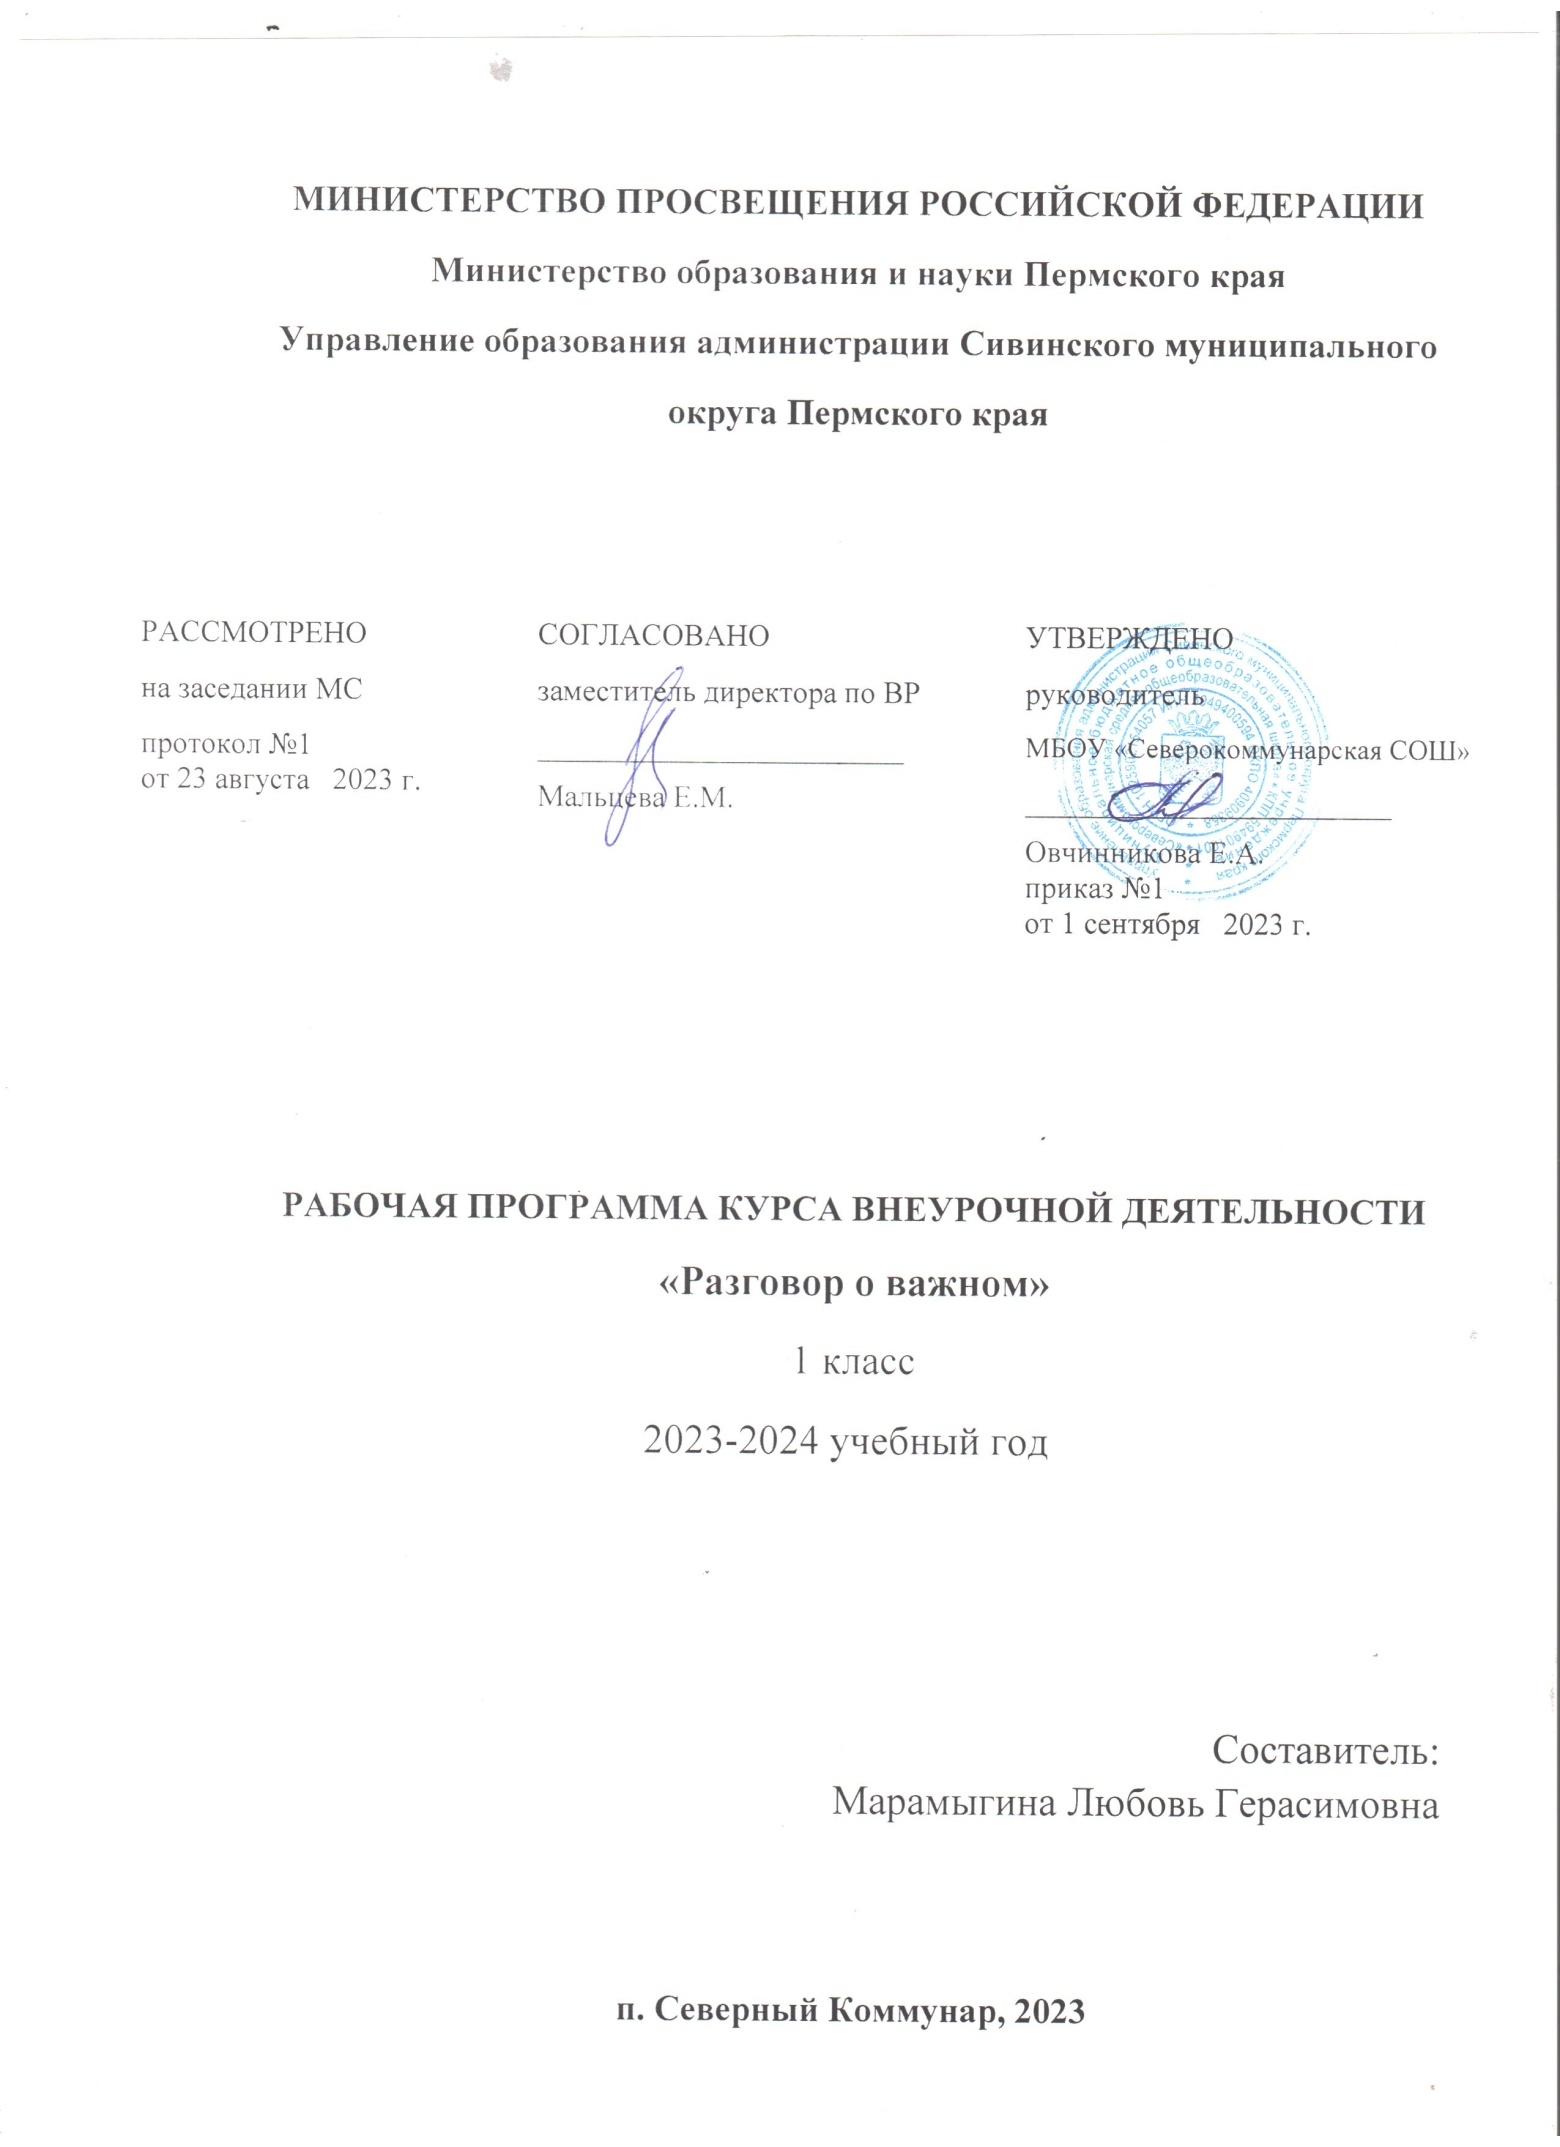 МИНИСТЕРСТВО ПРОСВЕЩЕНИЯ РОССИЙСКОЙ ФЕДЕРАЦИИ
Министерство образования и науки Пермского края
Управление образования администрации Сивинского муниципального
округа Пермского края
РАССМОТРЕНО
на заседании МС
протокол №1
от 23 августа 2023 г.
СОГЛАСОВАНО
заместитель директора по ВР
Мальцева Е.М.
УТВЕРЖДЕНО
руководитель
МБОУ «Северокоммунарская СОШ»
Овчинникова Е.А.
приказ №1
от 1 сентября 2023 г.
РАБОЧАЯ ПРОГРАММА КУРСА ВНЕУРОЧНОЙ ДЕЯТЕЛЬНОСТИ
«Разговор о важном»
1 класс
2023-2024 учебный год
Составитель:
Марамыгина Любовь Герасимовна
п. Северный Коммунар, 2023